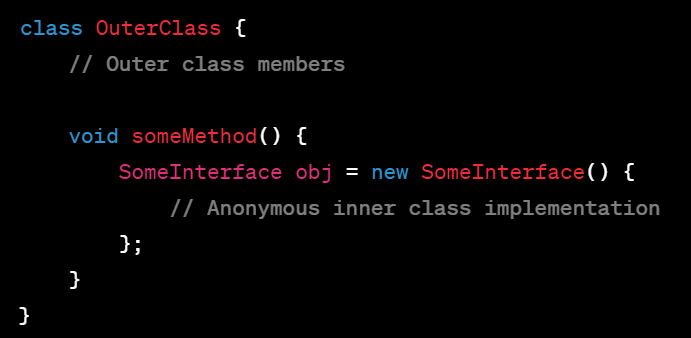 class OuterClass {
    // Outer class members
    void someMethod() {
        SomeInterface obj = new SomeInterface() {
            // Anonymous inner class implementation
        };
    }
}